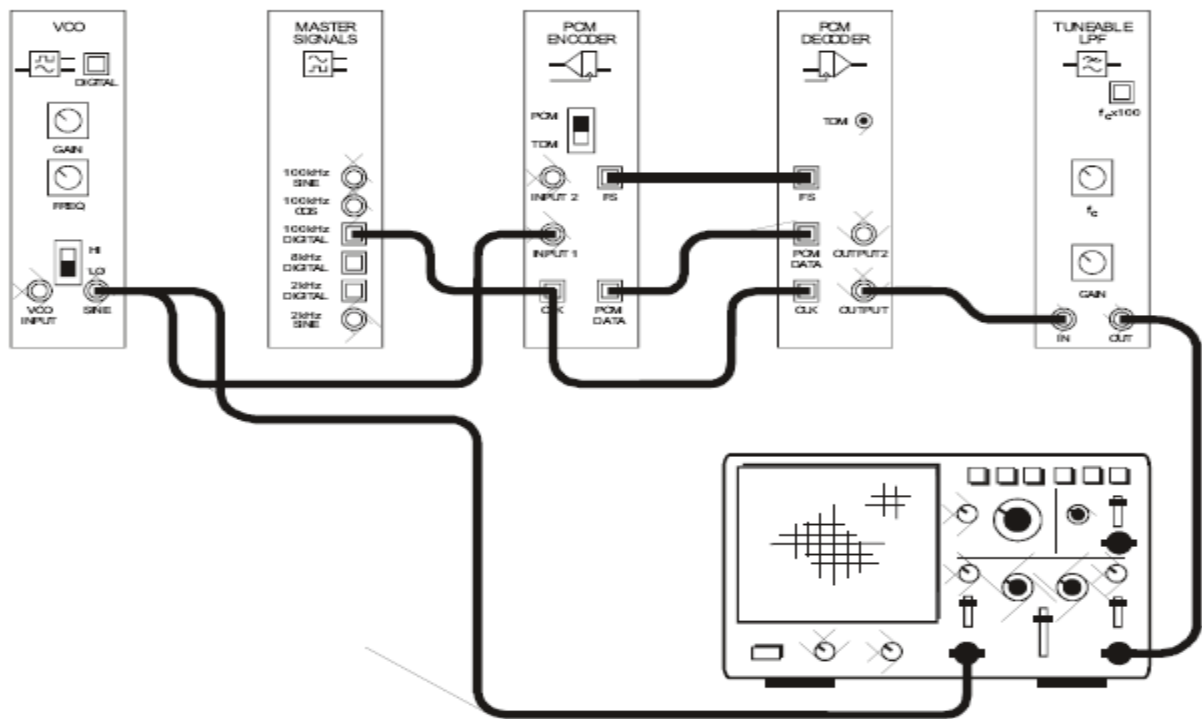 VCO
DIGITAL
GAIN
FREQ
HI
LO
VCO
INPUT
SINE
MASTER
SIGNALS
100kHz
SINE
100kHz
COS
100kHz
DIGITAL
8kHz
DIGITAL
2kHz
DIGITAL
2kHz
SINE
PCM
ENCODER
PCM
TDM
INPUT 2
FS
INPUT 1
CLK
PCM
DATA
PCM
DECODER
TDM
FS
PCM
DATA
OUTPUT2
CLK
OUTPUT
TUNEABLE
LPF
fcx100
fc
GAIN
IN
OUT